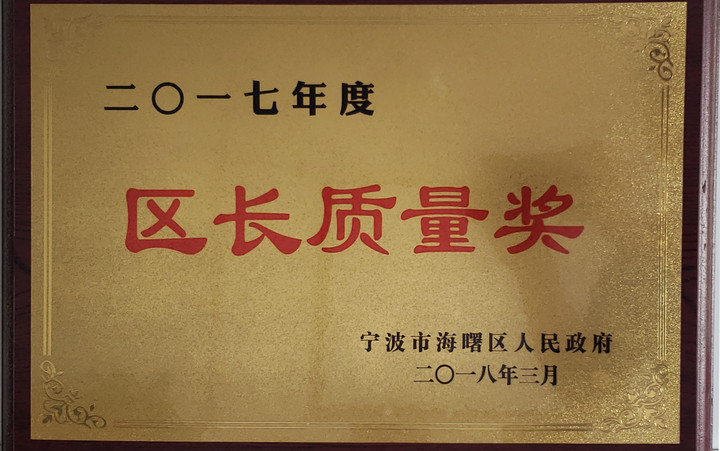 二〇一七年度
区长质量奖
宁波市海曙区人民政府
二〇一八年三月